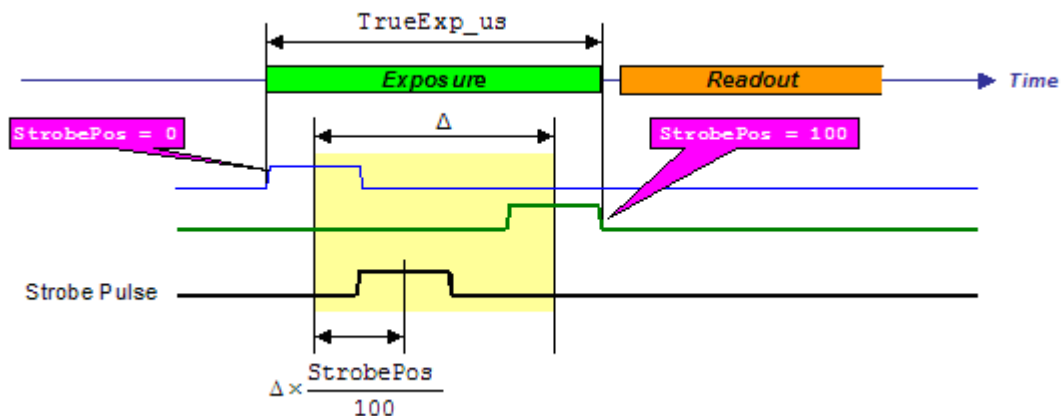 TrueExp_us
Exposure
Readout
Time
StrobePos = 0
Δ
StrobePos = 100
Strobe Pulse
Δ× StrobePos
100